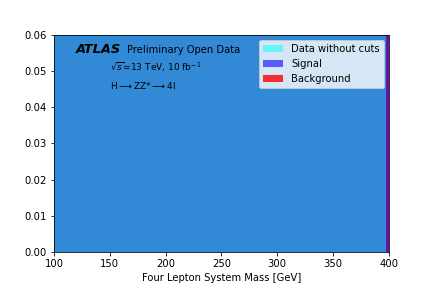 ATLAS Preliminary Open Data
√s=13 TeV, 10 fb⁻¹
H⟶ZZ*⟶4l
Data without cuts
Signal
Background
0.06
0.05
0.04
0.03
0.02
0.01
0.00
100 150 200 250 300 350 400
Four Lepton System Mass [GeV]